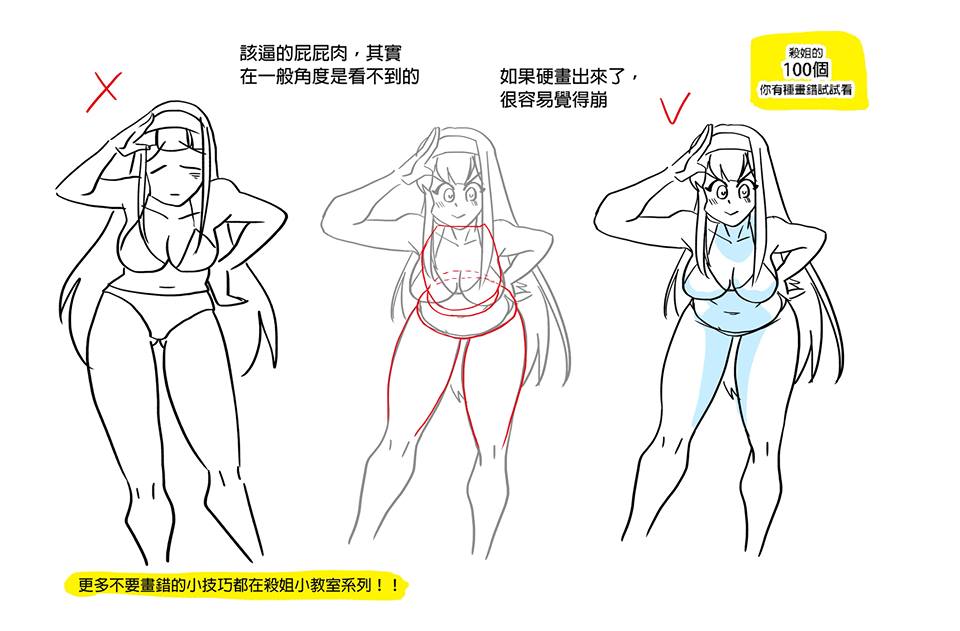 該逼的屁屁肉，其實
在一般角度是看不到的
如果硬畫出來了，
很容易覺得崩
殺姐的
100個
你有種畫錯試試看
更多不要畫錯的小技巧都在殺姐小教室系列！！